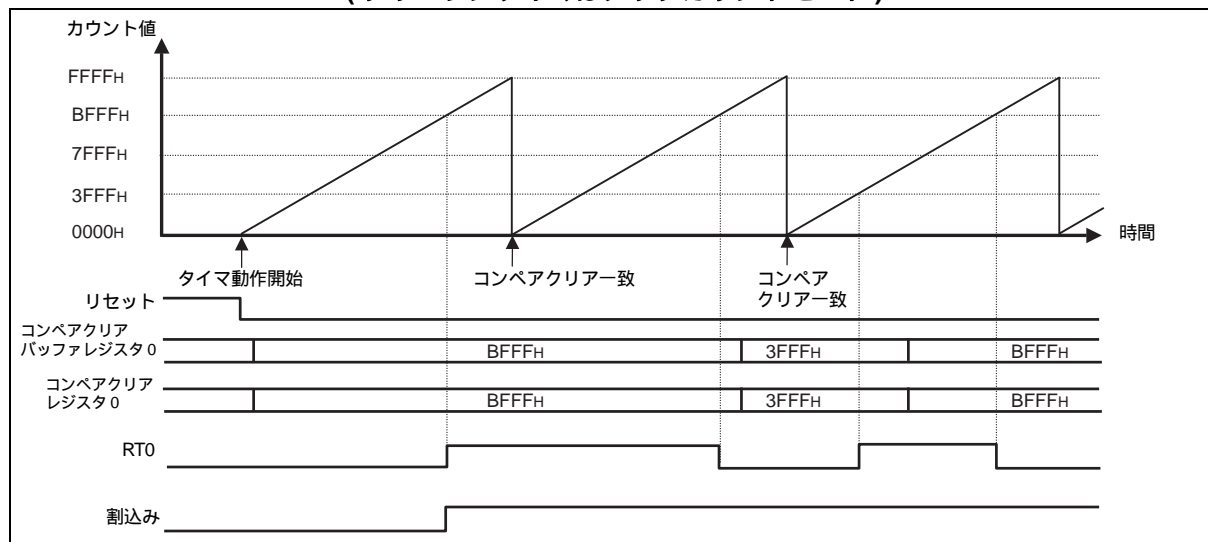 カウント値
FFFFH
BFFFH
7FFFH
3FFFH
0000H
時間
タイマ動作開始
コンペアクリア一致
コンペア
クリア一致
リセット
コンペアクリア
バッファレジスタ0
BFFFH
3FFFH
BFFFH
コンペアクリア
レジスタ0
BFFFH
3FFFH
BFFFH
RT0
割込み